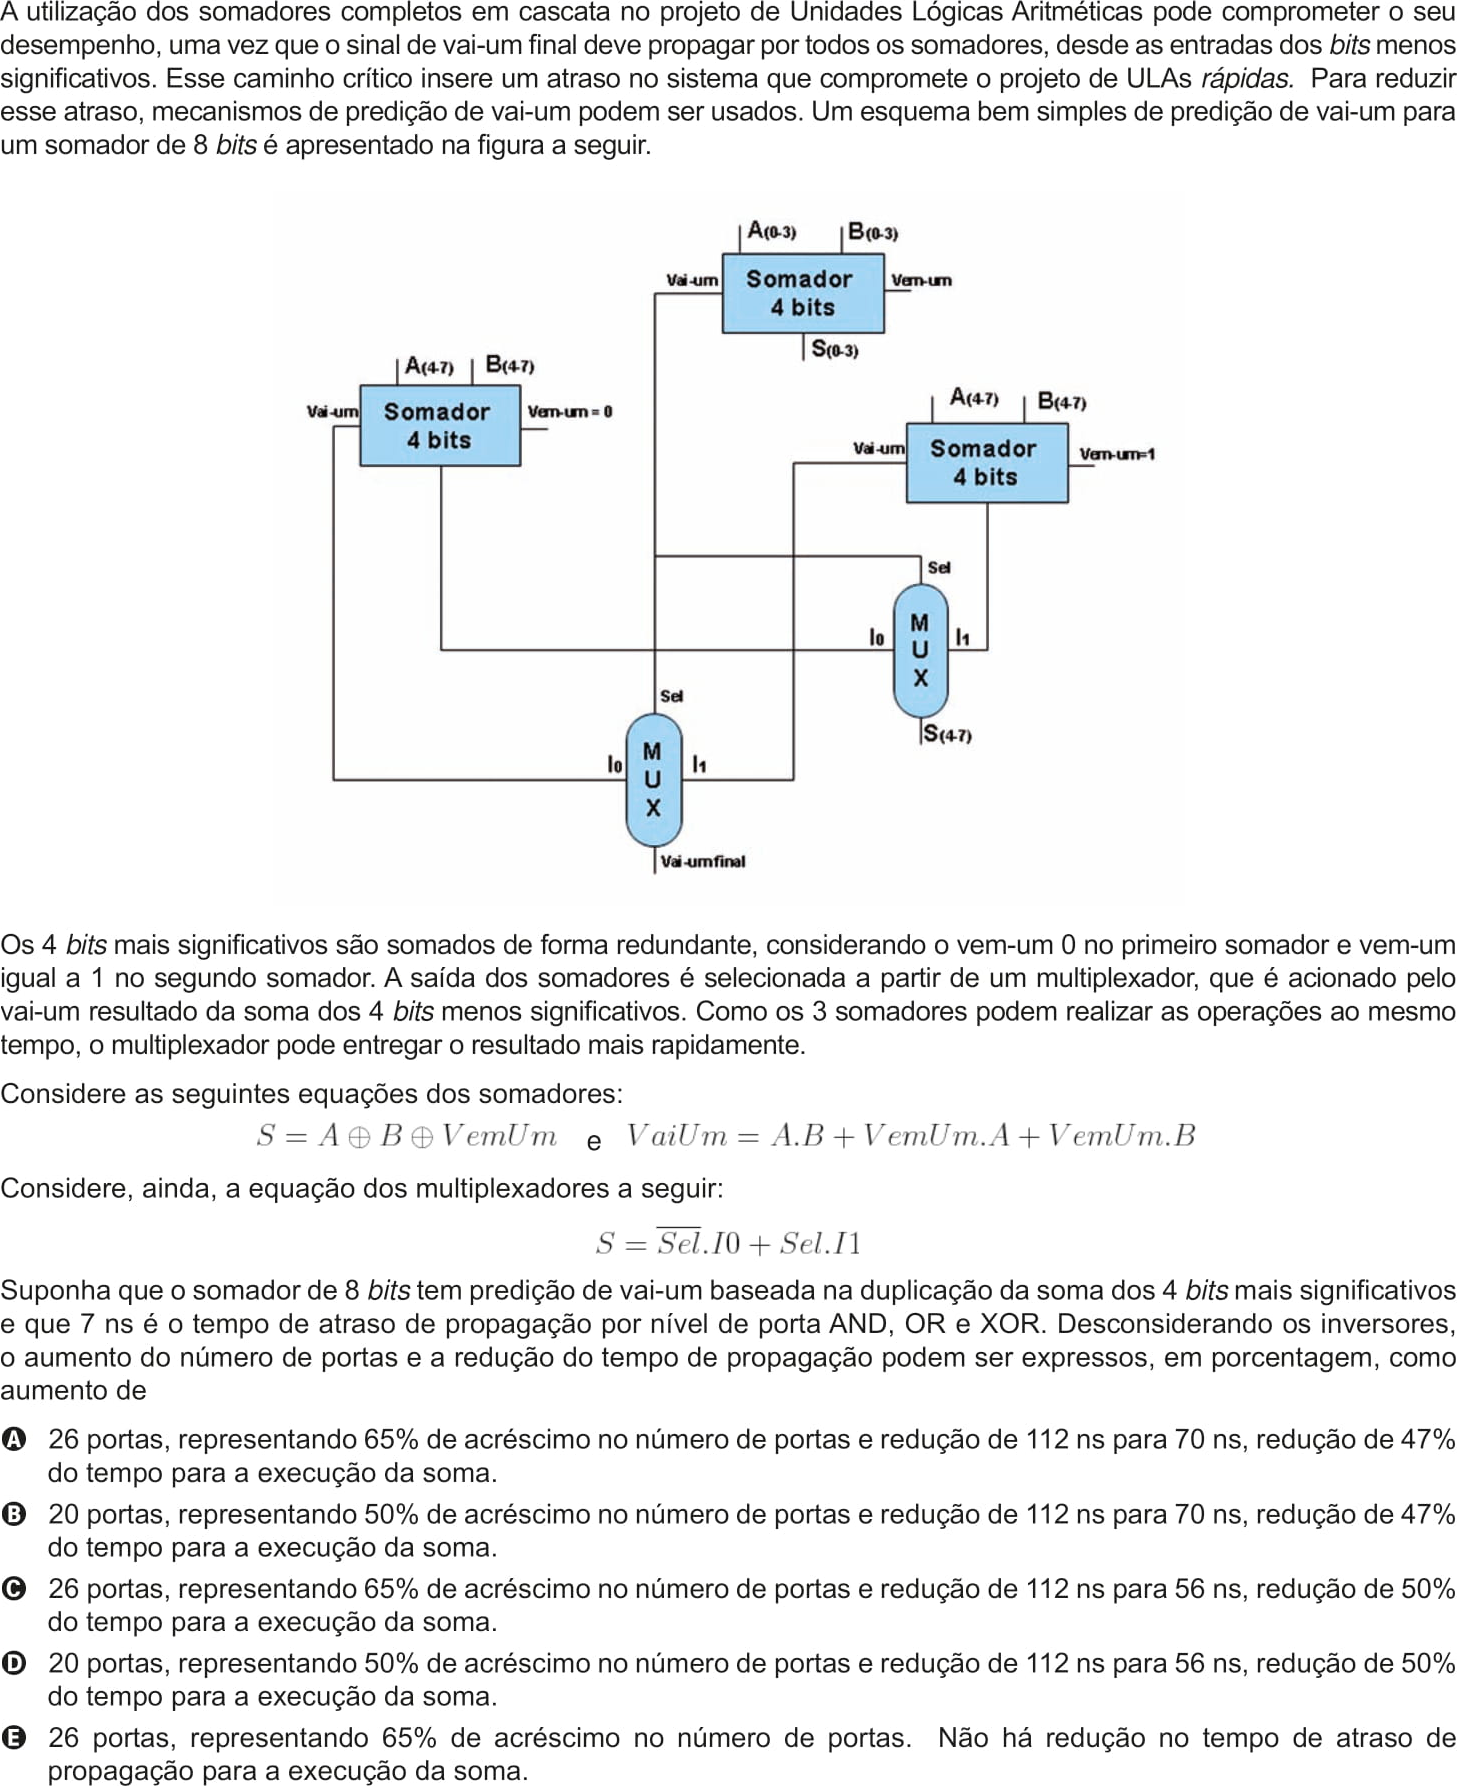 A utilização dos somadores completos em cascata no projeto de Unidades Lógicas Aritméticas pode comprometer o seu
desempenho, uma vez que o sinal de vai-um final deve propagar por todos os somadores, desde as entradas dos bits menos
significativos. Esse caminho crítico insere um atraso no sistema que compromete o projeto de ULAs rápidas. Para reduzir
esse atraso, mecanismos de predição de vai-um podem ser usados. Um esquema bem simples de predição de vai-um para
um somador de 8 bits é apresentado na figura a seguir.
A(0-3) B(0-3)
Vai-um Somador 4 bits Vem-um
S(0-3)
A(4-7) B(4-7)
Vai-um Somador 4 bits Vem-um = 0
A(4-7) B(4-7)
Vai-um Somador 4 bits Vem-um=1
Sel
I0 MUX I1
S(4-7)
Sel
I0 MUX I1
Vai-um final
Os 4 bits mais significativos são somados de forma redundante, considerando o vem-um 0 no primeiro somador e vem-um
igual a 1 no segundo somador. A saída dos somadores é selecionada a partir de um multiplexador, que é acionado pelo
vai-um resultado da soma dos 4 bits menos significativos. Como os 3 somadores podem realizar as operações ao mesmo
tempo, o multiplexador pode entregar o resultado mais rapidamente.
Considere as seguintes equações dos somadores:
S = A ⊕ B ⊕ VemUm e VaiUm = A.B + VemUm.A + VemUm.B
Considere, ainda, a equação dos multiplexadores a seguir:
S = S̅e̅l̅.I0 + Sel.I1
Suponha que o somador de 8 bits tem predição de vai-um baseada na duplicação da soma dos 4 bits mais significativos
e que 7 ns é o tempo de atraso de propagação por nível de porta AND, OR e XOR. Desconsiderando os inversores,
o aumento do número de portas e a redução do tempo de propagação podem ser expressos, em porcentagem, como
aumento de
A 26 portas, representando 65% de acréscimo no número de portas e redução de 112 ns para 70 ns, redução de 47%
do tempo para a execução da soma.
B 20 portas, representando 50% de acréscimo no número de portas e redução de 112 ns para 70 ns, redução de 47%
do tempo para a execução da soma.
C 26 portas, representando 65% de acréscimo no número de portas e redução de 112 ns para 56 ns, redução de 50%
do tempo para a execução da soma.
D 20 portas, representando 50% de acréscimo no número de portas e redução de 112 ns para 56 ns, redução de 50%
do tempo para a execução da soma.
E 26 portas, representando 65% de acréscimo no número de portas. Não há redução no tempo de atraso de
propagação para a execução da soma.